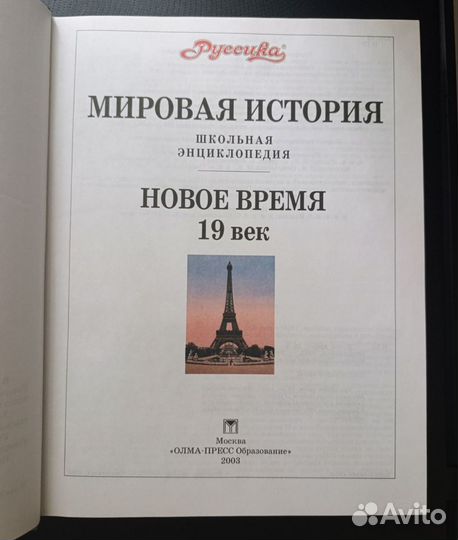 Руссика®
МИРОВАЯ ИСТОРИЯ
ШКОЛЬНАЯ
ЭНЦИКЛОПЕДИЯ
НОВОЕ ВРЕМЯ
19 век
Москва
«ОЛМА-ПРЕСС Образование»
2003
Avito